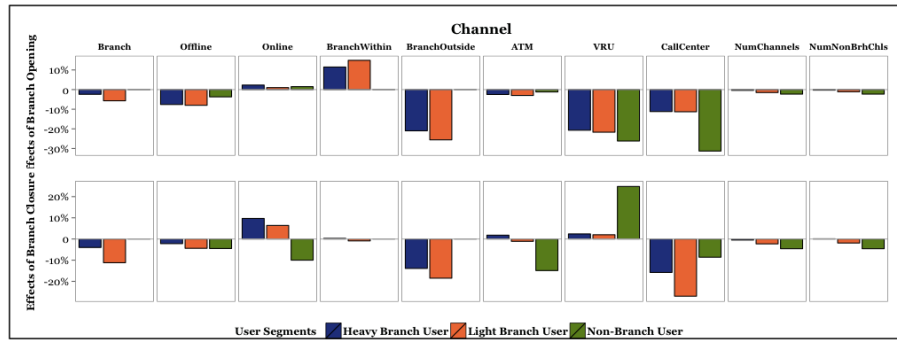 Channel
Branch Offline Online BranchWithin BranchOutside ATM VRU CallCenter NumChannels NumNonBrhChls
Effects of Branch Closure ffects of Branch Opening
10%
0
-10%
-20%
-30%
20%
10%
0
-10%
-20%
User Segments Heavy Branch User Light Branch User Non-Branch User